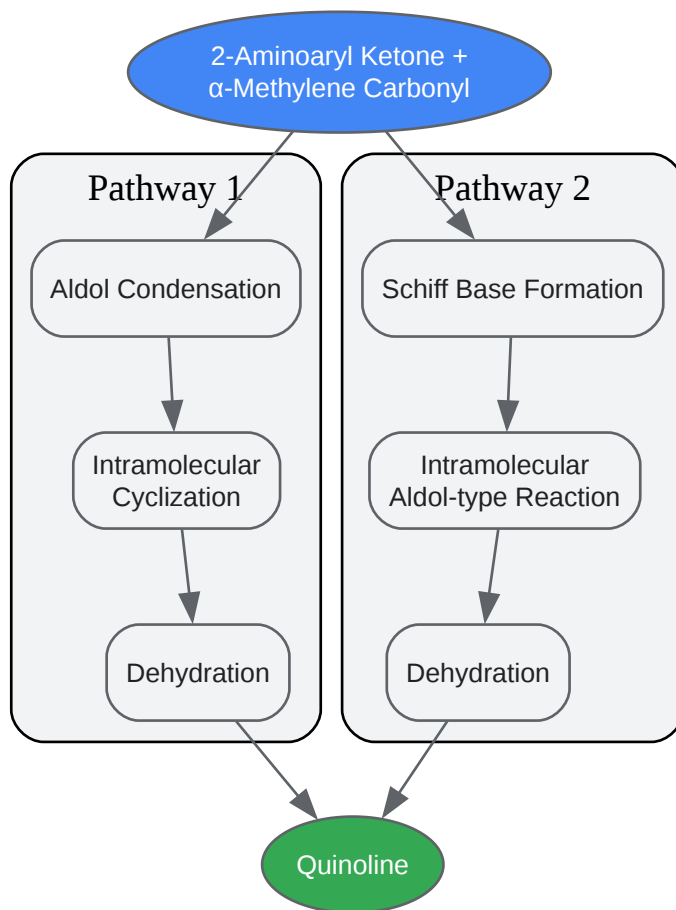 2-Aminoaryl Ketone +
α-Methylene Carbonyl
Pathway 1
Aldol Condensation
Intramolecular
Cyclization
Dehydration
Pathway 2
Schiff Base Formation
Intramolecular
Aldol-type Reaction
Dehydration
Quinoline